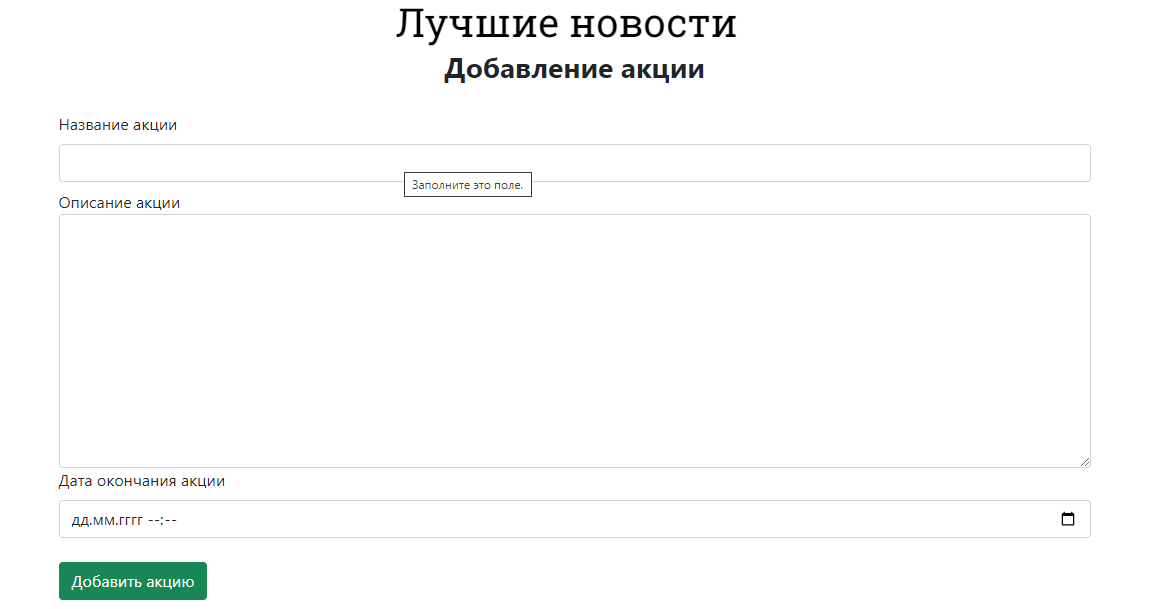 Лучшие новости
Добавление акции
Название акции
Заполните это поле.
Описание акции
Дата окончания акции
дд.мм.гггг --:--
Добавить акцию